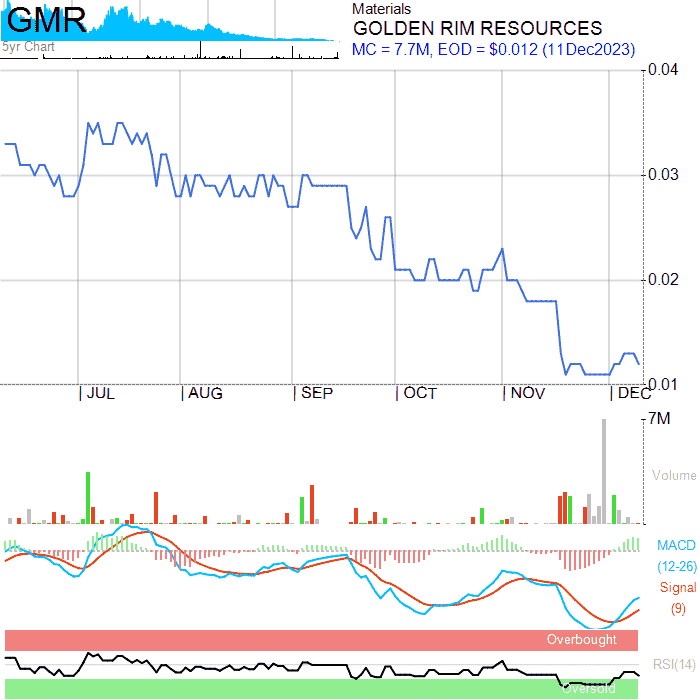 GMR
5yr Chart
Materials
GOLDEN RIM RESOURCES
MC = 7.7M, EOD = $0.012 (11Dec2023)
0.04
0.03
0.02
0.01
JUL AUG SEP OCT NOV DEC
7M
Volume
MACD
(12-26)
Signal
(9)
Overbought
RSI(14)
Oversold